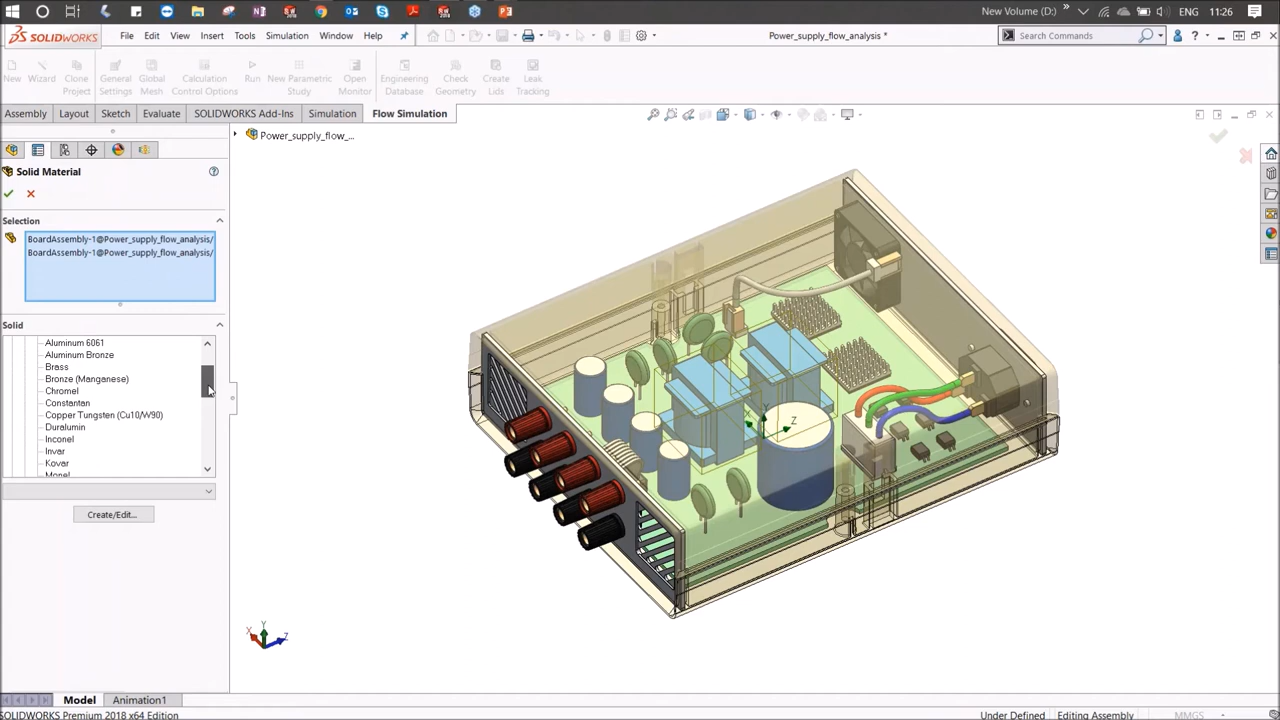 New Volume (D:) » ENG 11:26
SOLIDWORKS File Edit View Insert Tools Simulation Window Help Power_supply_flow_analysis * Search Commands ?
New Wizard Clone Project General Settings Global Mesh Calculation Control Options Run New Parametric Study Open Monitor Engineering Database Check Geometry Create Lids Leak Tracking
Assembly Layout Sketch Evaluate SOLIDWORKS Add-Ins Simulation Flow Simulation
Power_supply_flow_...
Solid Material
Selection
BoardAssembly-1@Power_supply_flow_analysis/
BoardAssembly-1@Power_supply_flow_analysis/
Solid
Aluminum 6061
Aluminum Bronze
Brass
Bronze (Manganese)
Chromel
Constantan
Copper Tungsten (Cu10/W90)
Duralumin
Inconel
Invar
Kovar
Monel
Create/Edit...
Y
Z
X
Y
Z
Model Animation1
SOLIDWORKS Premium 2018 x64 Edition Under Defined Editing Assembly MMGS